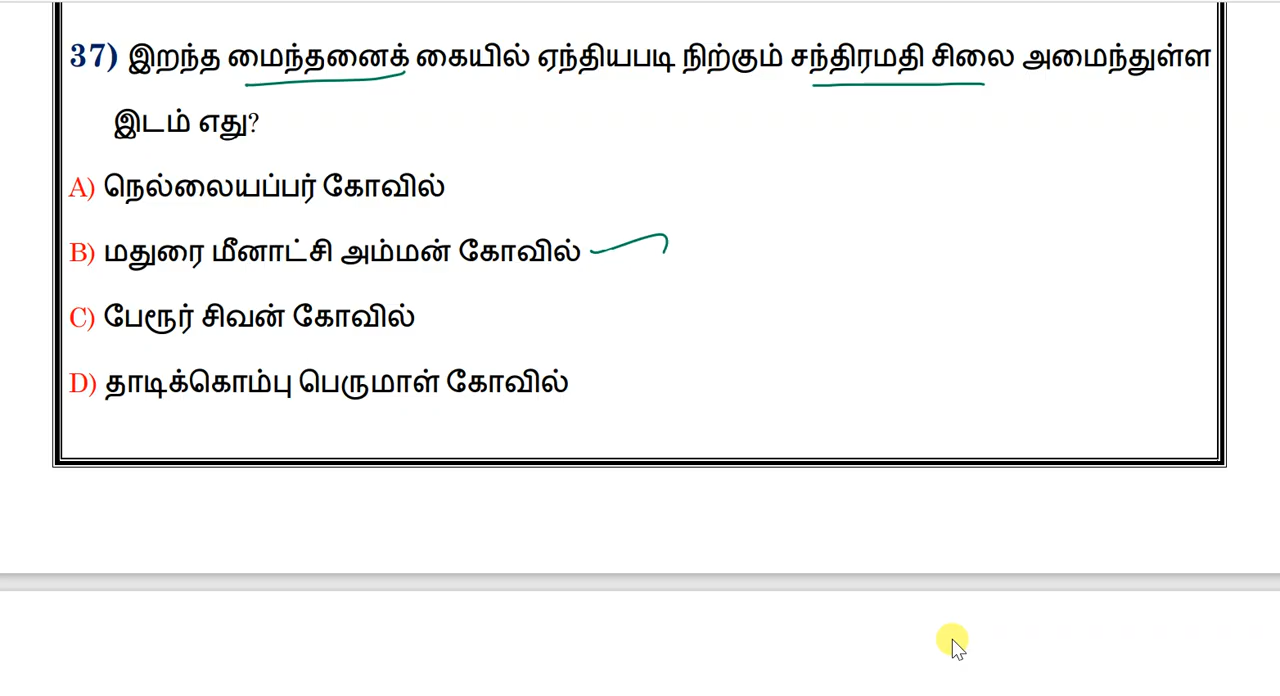 37) இறந்த மைந்தனைக் கையில் ஏந்தியபடி நிற்கும் சந்திரமதி சிலை அமைந்துள்ள
இடம் எது?
A) நெல்லையப்பர் கோவில்
B) மதுரை மீனாட்சி அம்மன் கோவில்
C) பேரூர் சிவன் கோவில்
D) தாடிக்கொம்பு பெருமாள் கோவில்